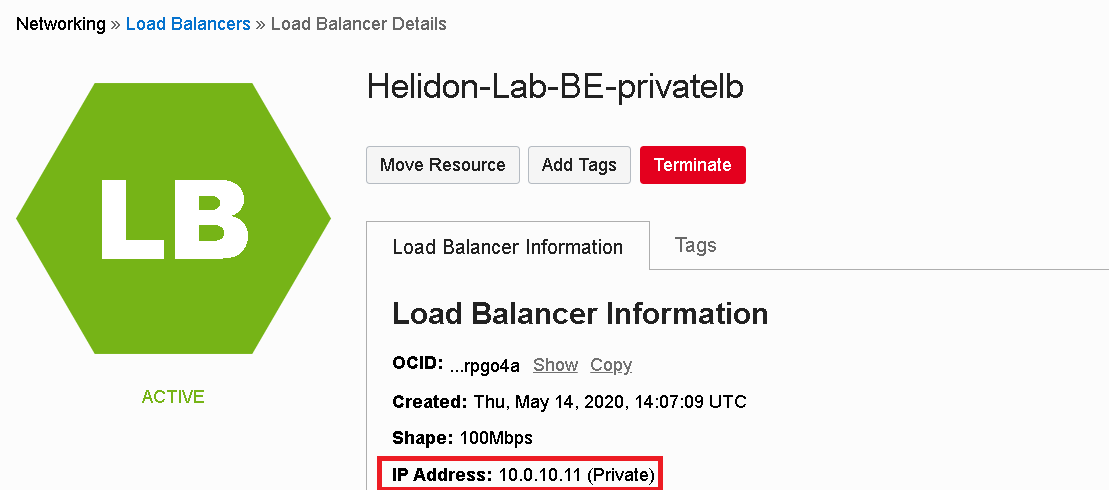 Networking » Load Balancers » Load Balancer Details
Helidon-Lab-BE-privatelb
Move Resource Add Tags Terminate
LB
ACTIVE
Load Balancer Information Tags
Load Balancer Information
OCID: ...rpgo4a Show Copy
Created: Thu, May 14, 2020, 14:07:09 UTC
Shape: 100Mbps
IP Address: 10.0.10.11 (Private)